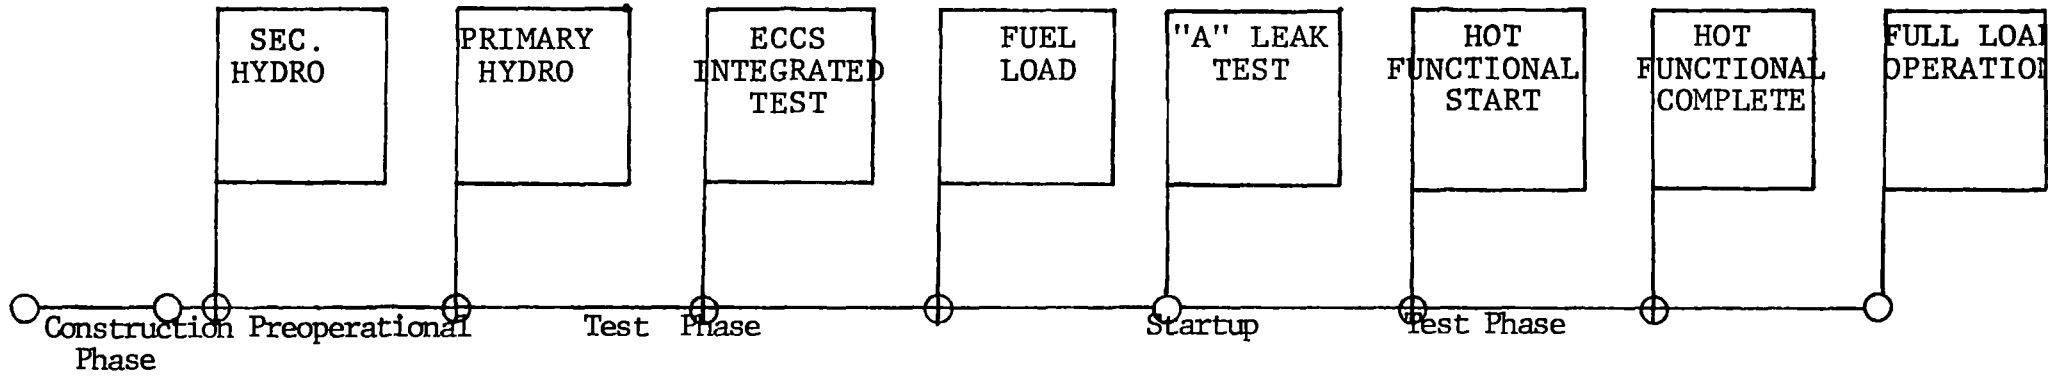 SEC.
HYDRO
PRIMARY
HYDRO
ECCS
INTEGRATED
TEST
FUEL
LOAD
"A" LEAK
TEST
HOT
FUNCTIONAL
START
HOT
FUNCTIONAL
COMPLETE
FULL LOAD
OPERATION
Construction Preoperational Test Phase Startup Test Phase
Phase